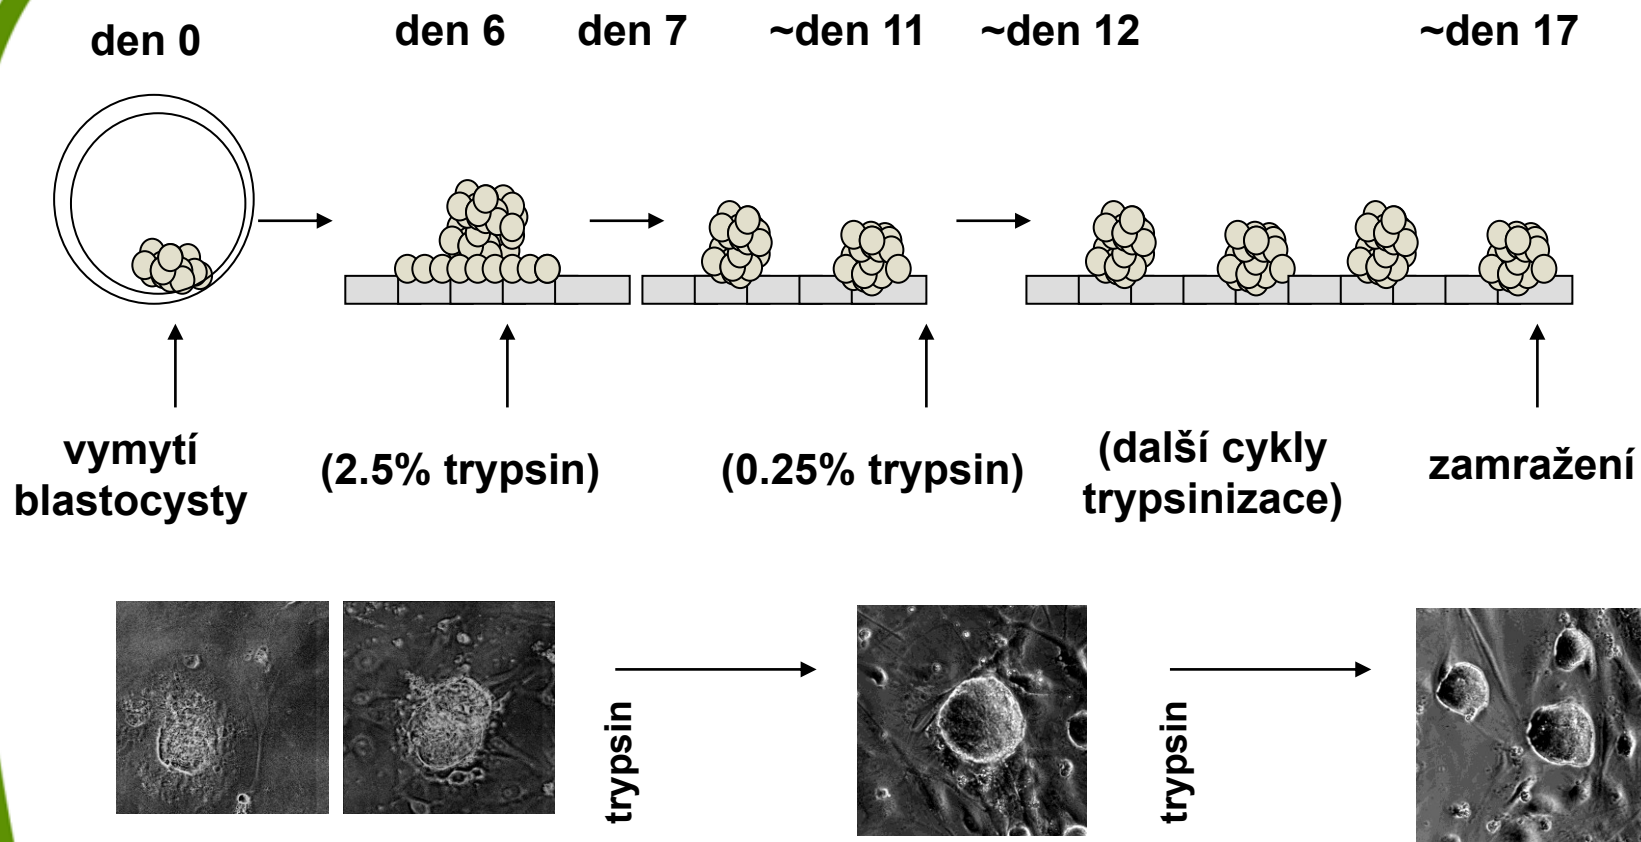 den 0
den 6
den 7
~den 11
~den 12
~den 17
vymytí
blastocysty
(2.5% trypsin)
(0.25% trypsin)
(další cykly
trypsinizace)
zamražení
trypsin
trypsin